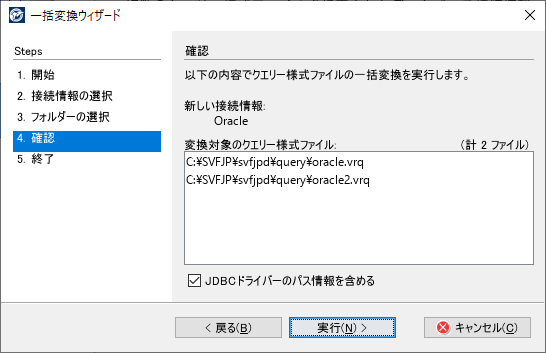 一括変換ウィザード
Steps
1. 開始
2. 接続情報の選択
3. フォルダーの選択
4. 確認
5. 終了
確認
以下の内容でクエリー様式ファイルの一括変換を実行します。
新しい接続情報:
Oracle
変換対象のクエリー様式ファイル: (計 2 ファイル)
C:¥SVFJP¥svfjpd¥query¥oracle.vrq
C:¥SVFJP¥svfjpd¥query¥oracle2.vrq
JDBCドライバーのパス情報を含める
< 戻る(B) 実行(N) > キャンセル(C)